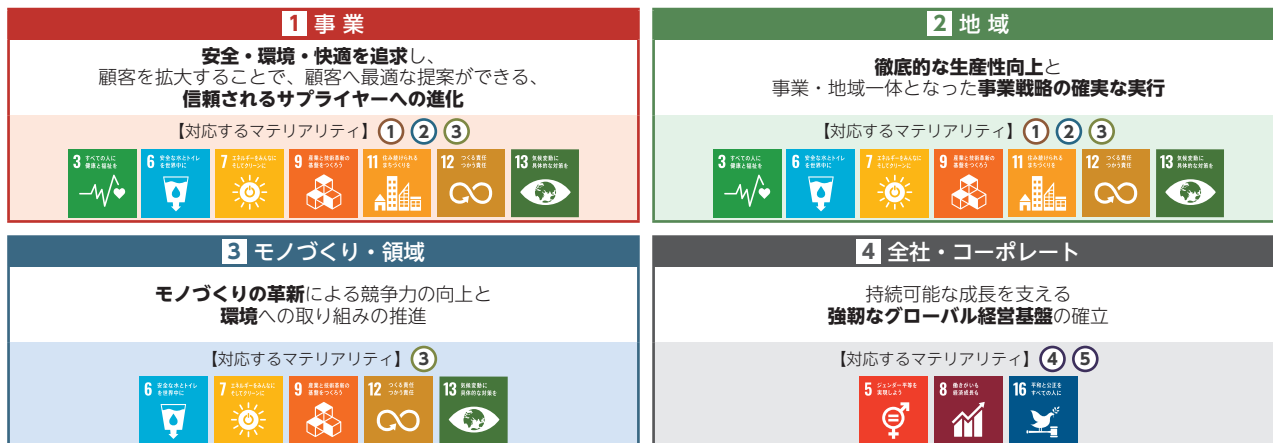 1 事業
安全・環境・快適を追求し、
顧客を拡大することで、顧客へ最適な提案ができる、
信頼されるサプライヤーへの進化
【対応するマテリアリティ】 1 2 3
3 すべての人に
健康と福祉を
6 安全な水とトイレ
を世界中に
7 エネルギーをみんなに
そしてクリーンに
9 産業と技術革新の
基盤をつくろう
11 住み続けられる
まちづくりを
12 つくる責任
つかう責任
13 気候変動に
具体的な対策を
2 地域
徹底的な生産性向上と
事業・地域一体となった事業戦略の確実な実行
【対応するマテリアリティ】 1 2 3
3 すべての人に
健康と福祉を
6 安全な水とトイレ
を世界中に
7 エネルギーをみんなに
そしてクリーンに
9 産業と技術革新の
基盤をつくろう
11 住み続けられる
まちづくりを
12 つくる責任
つかう責任
13 気候変動に
具体的な対策を
3 モノづくり・領域
モノづくりの革新による競争力の向上と
環境への取り組みの推進
【対応するマテリアリティ】 3
6 安全な水とトイレ
を世界中に
7 エネルギーをみんなに
そしてクリーンに
9 産業と技術革新の
基盤をつくろう
12 つくる責任
つかう責任
13 気候変動に
具体的な対策を
4 全社・コーポレート
持続可能な成長を支える
強靭なグローバル経営基盤の確立
【対応するマテリアリティ】 4 5
5 ジェンダー平等を
実現しよう
8 働きがいも
経済成長も
16 平和と公正を
すべての人に